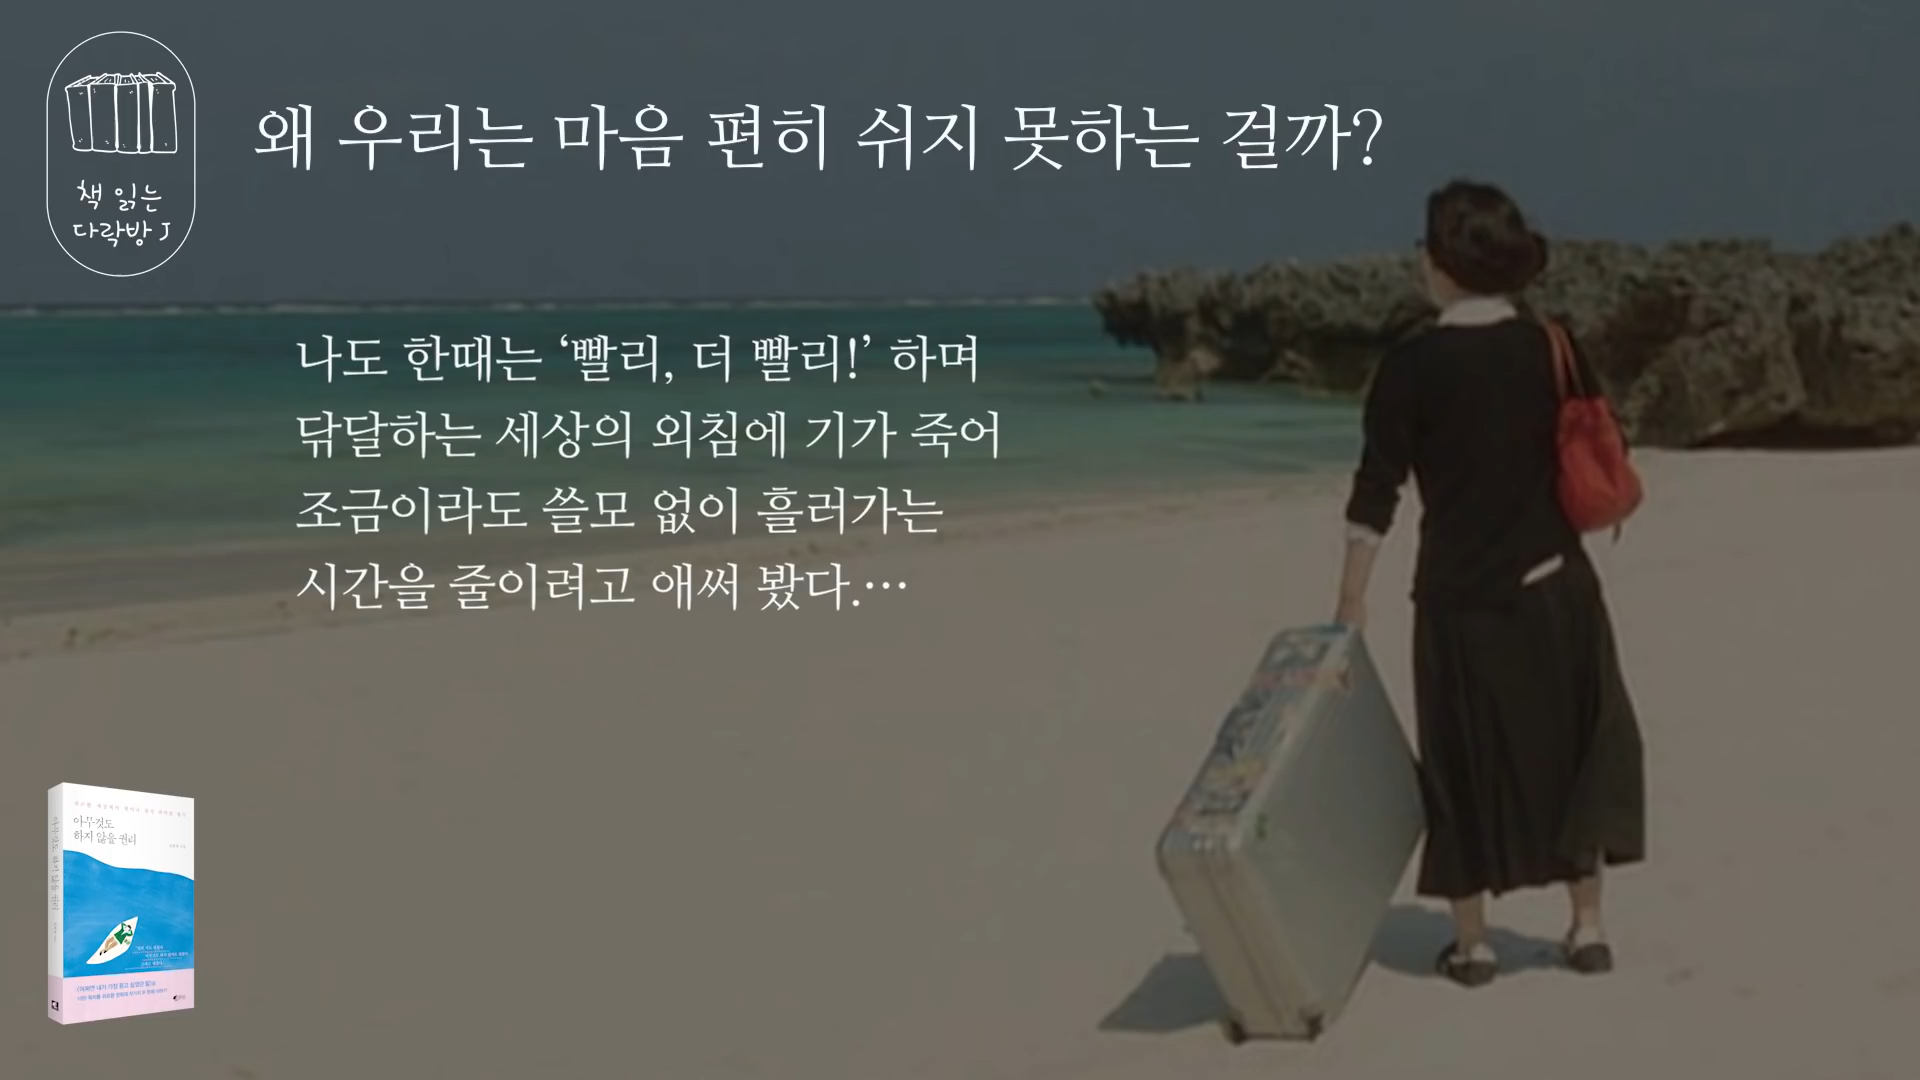 책 읽는
다락방 J
왜 우리는 마음 편히 쉬지 못하는 걸까?
나도 한때는 ‘빨리, 더 빨리!’ 하며
닦달하는 세상의 외침에 기가 죽어
조금이라도 쓸모 없이 흘러가는
시간을 줄이려고 애써 봤다.…
아무것도
하지 않을 권리